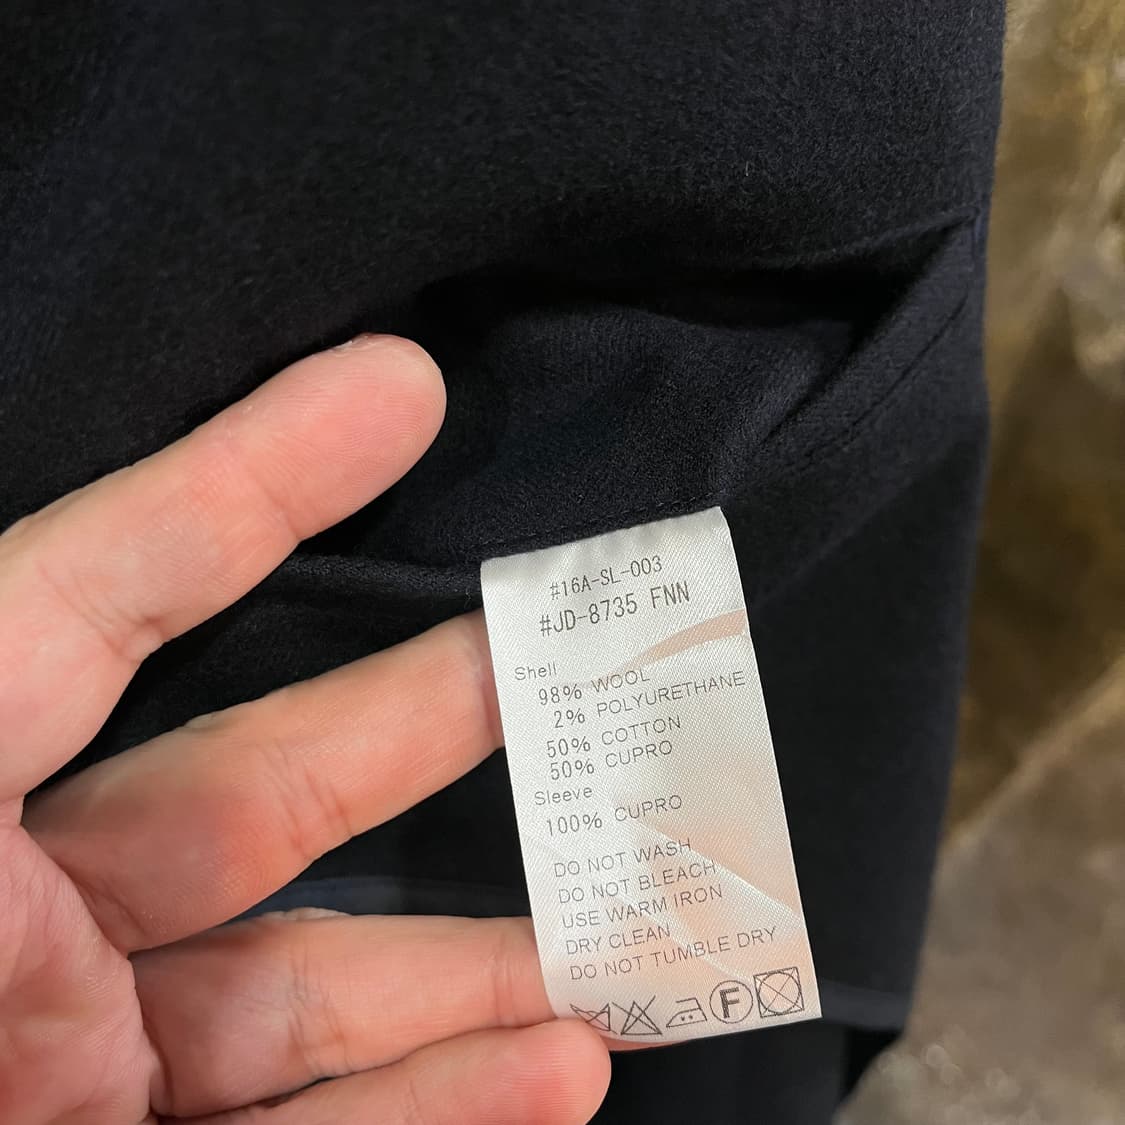 #16A-SL-003
#JD-8735 FNN
Shell
98% WOOL
2% POLYURETHANE
50% COTTON
50% CUPRO
Sleeve
100% CUPRO
DO NOT WASH
DO NOT BLEACH
USE WARM IRON
DRY CLEAN
DO NOT TUMBLE DRY
F